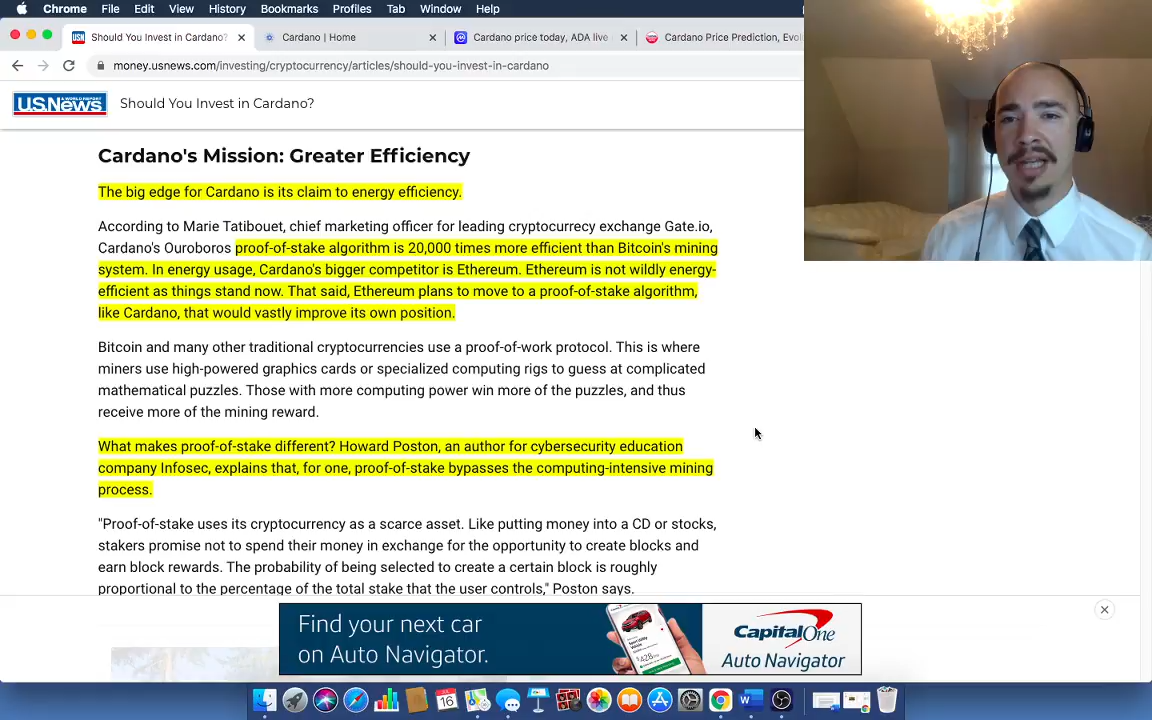 Chrome File Edit View History Bookmarks Profiles Tab Window Help
USN Should You Invest in Cardano? Cardano | Home Cardano price today, ADA live Cardano Price Prediction, Evol
money.usnews.com/investing/cryptocurrency/articles/should-you-invest-in-cardano
U.S.News Should You Invest in Cardano?
Cardano's Mission: Greater Efficiency
The big edge for Cardano is its claim to energy efficiency.
According to Marie Tatibouet, chief marketing officer for leading cryptocurrecy exchange Gate.io,
Cardano's Ouroboros proof-of-stake algorithm is 20,000 times more efficient than Bitcoin's mining
system. In energy usage, Cardano's bigger competitor is Ethereum. Ethereum is not wildly energy-
efficient as things stand now. That said, Ethereum plans to move to a proof-of-stake algorithm,
like Cardano, that would vastly improve its own position.
Bitcoin and many other traditional cryptocurrencies use a proof-of-work protocol. This is where
miners use high-powered graphics cards or specialized computing rigs to guess at complicated
mathematical puzzles. Those with more computing power win more of the puzzles, and thus
receive more of the mining reward.
What makes proof-of-stake different? Howard Poston, an author for cybersecurity education
company Infosec, explains that, for one, proof-of-stake bypasses the computing-intensive mining
process.
"Proof-of-stake uses its cryptocurrency as a scarce asset. Like putting money into a CD or stocks,
stakers promise not to spend their money in exchange for the opportunity to create blocks and
earn block rewards. The probability of being selected to create a certain block is roughly
proportional to the percentage of the total stake that the user controls," Poston says.
Find your next car
on Auto Navigator.
Capital One
Auto Navigator
16